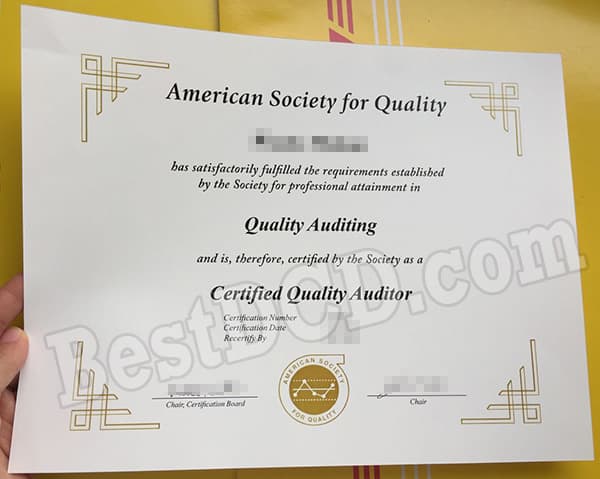 American Society for Quality
has satisfactorily fulfilled the requirements established
by the Society for professional attainment in
Quality Auditing
and is, therefore, certified by the Society as a
Certified Quality Auditor
Certification Number
Certification Date
Recertify By
AMERICAN SOCIETY
FOR QUALITY
Chair, Certification Board
Chair
BestDCD.com